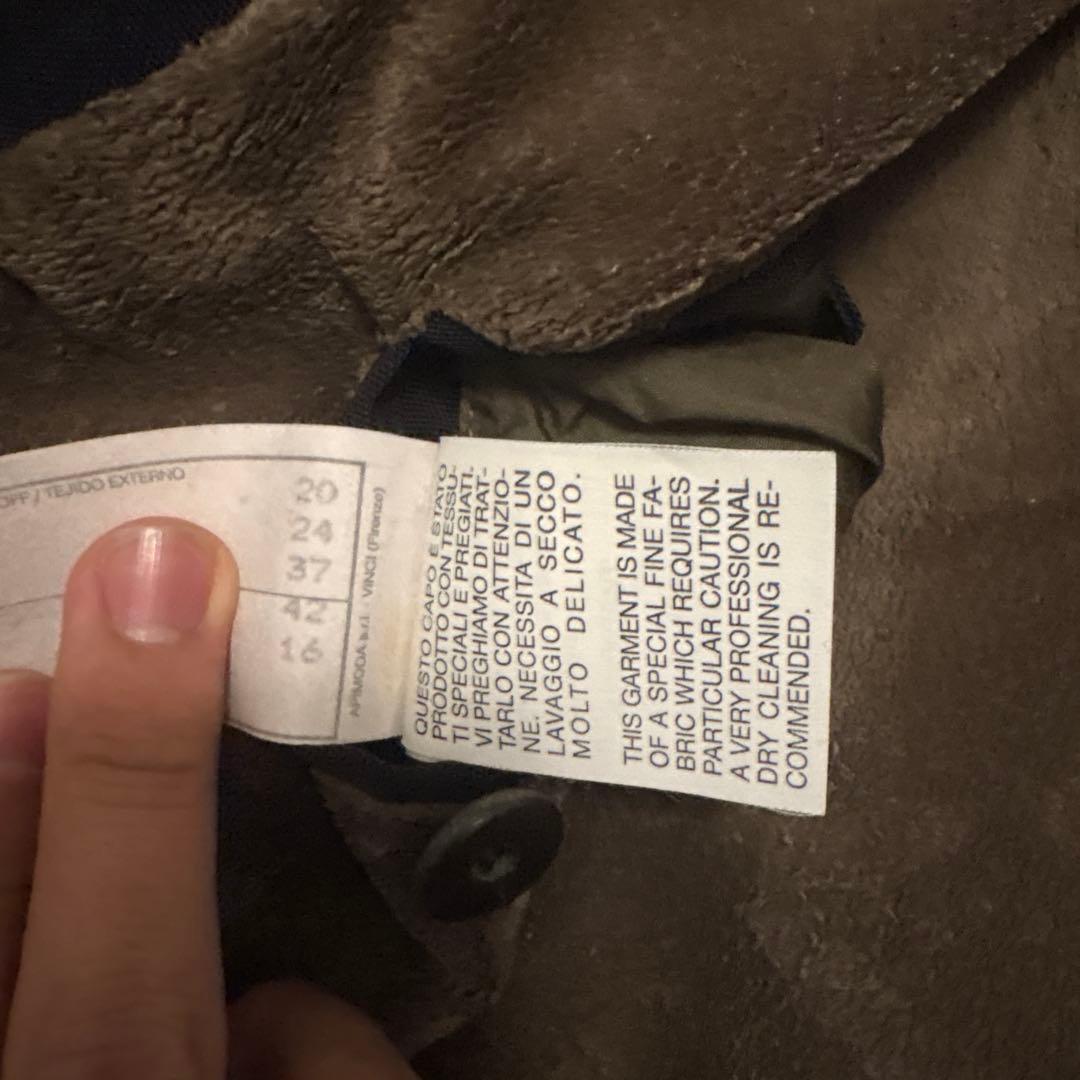 OFF / TEJIDO EXTERNO
20
24
37
42
16
APIMODA s.r.l. - VINCI (Firenze)
QUESTO CAPO È STATO
PRODOTTO CON TESSU-
TI SPECIALI E PREGIATI.
VI PREGHIAMO DI TRAT-
TARLO CON ATTENZIO-
NE. NECESSITA DI UN
LAVAGGIO A SECCO
MOLTO DELICATO.
THIS GARMENT IS MADE
OF A SPECIAL FINE FA-
BRIC WHICH REQUIRES
PARTICULAR CAUTION.
A VERY PROFESSIONAL
DRY CLEANING IS RE-
COMMENDED.